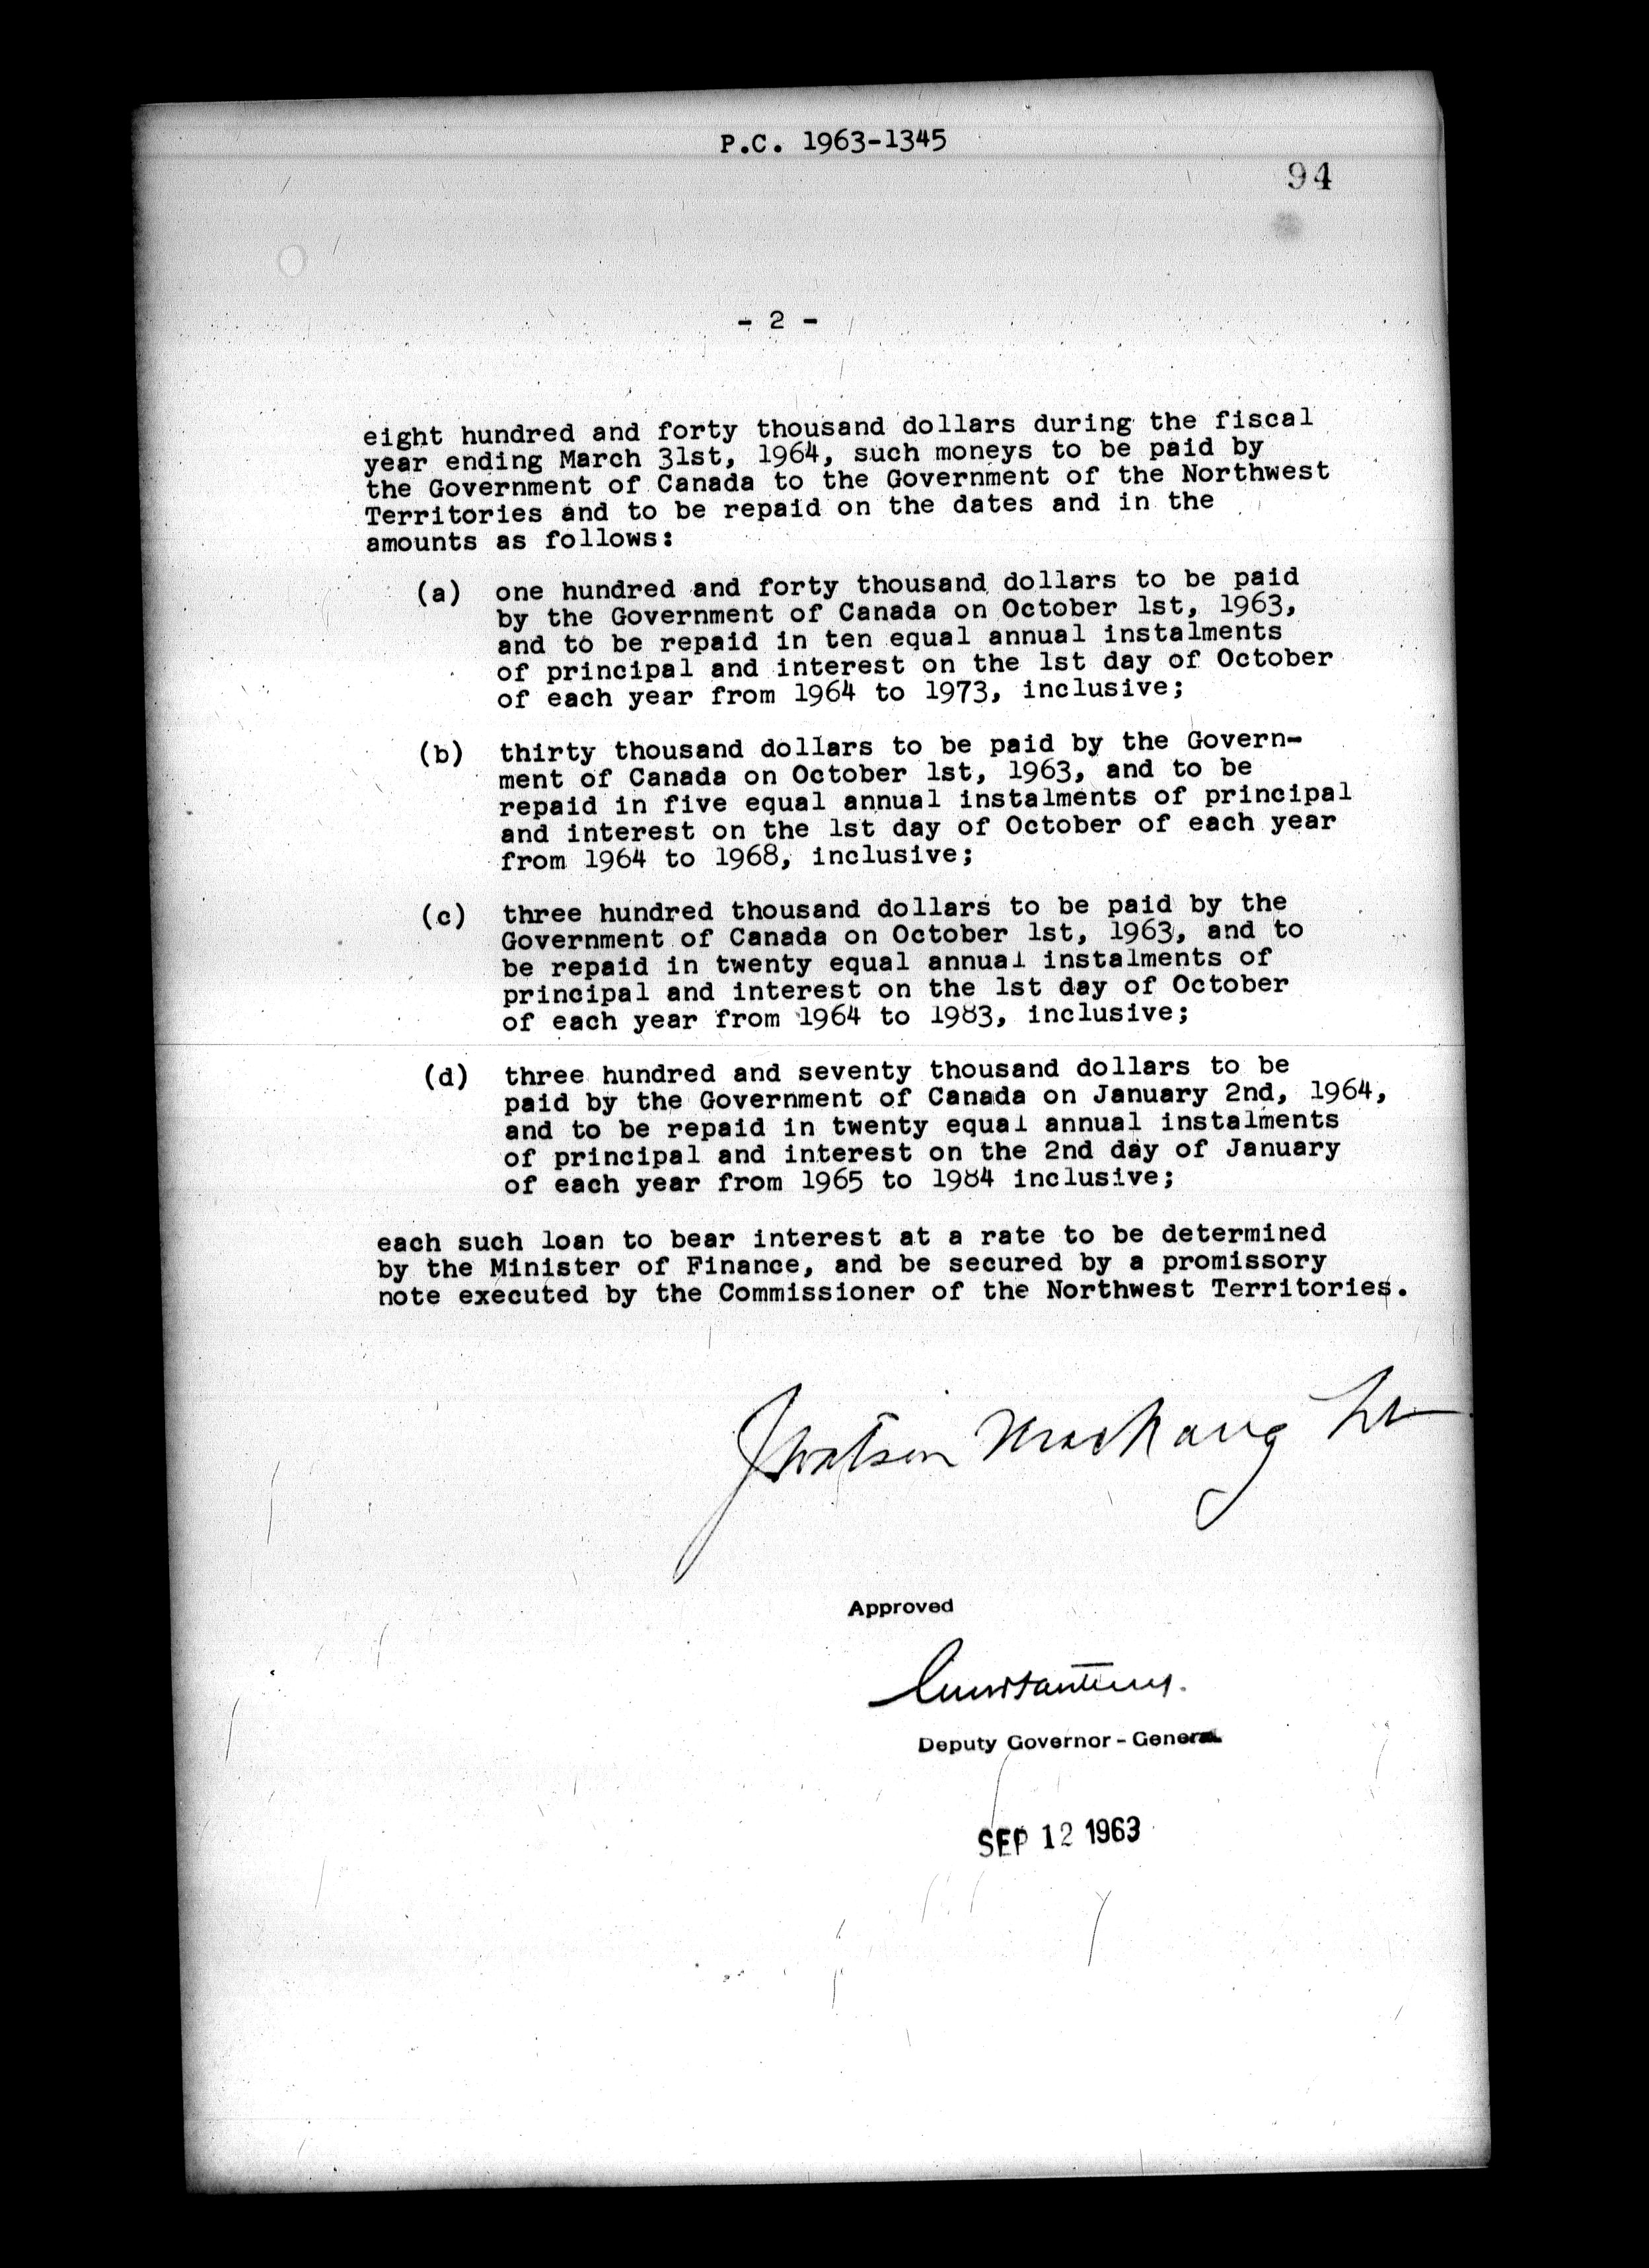 P.C. 1963-1345
94
- 2 -
eight hundred and forty thousand dollars during the fiscal
year ending March 31st, 1964, such moneys to be paid by
the Government of Canada to the Government of the Northwest
Territories and to be repaid on the dates and in the
amounts as follows:
(a) one hundred and forty thousand dollars to be paid
by the Government of Canada on October 1st, 1963,
and to be repaid in ten equal annual instalments
of principal and interest on the 1st day of October
of each year from 1964 to 1973, inclusive;
(b) thirty thousand dollars to be paid by the Govern-
ment of Canada on October 1st, 1963, and to be
repaid in five equal annual instalments of principal
and interest on the 1st day of October of each year
from 1964 to 1968, inclusive;
(c) three hundred thousand dollars to be paid by the
Government of Canada on October 1st, 1963, and to
be repaid in twenty equal annual instalments of
principal and interest on the 1st day of October
of each year from 1964 to 1983, inclusive;
(d) three hundred and seventy thousand dollars to be
paid by the Government of Canada on January 2nd, 1964,
and to be repaid in twenty equal annual instalments
of principal and interest on the 2nd day of January
of each year from 1965 to 1984 inclusive;
each such loan to bear interest at a rate to be determined
by the Minister of Finance, and be secured by a promissory
note executed by the Commissioner of the Northwest Territories.
J Watson
Approved
Deputy Governor-General
SEP 12 1963